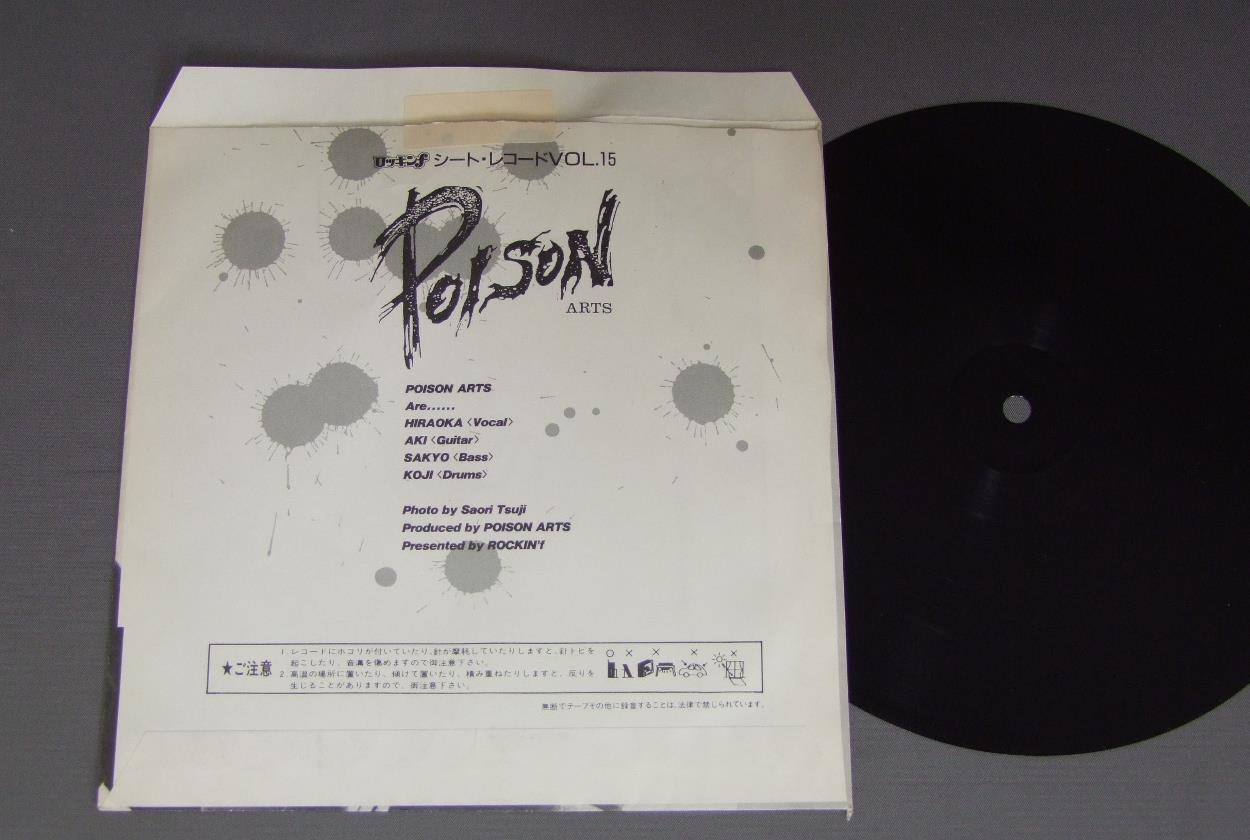 ロッキンf シート・レコードVOL.15
POISON
ARTS
POISON ARTS
Are......
HIRAOKA〈Vocal〉
AKI〈Guitar〉
SAKYO〈Bass〉
KOJI〈Drums〉
Photo by Saori Tsuji
Produced by POISON ARTS
Presented by ROCKIN'f
★ご注意
1.レコードにホコリが付いていたり、針が摩耗していたりしますと、針トビを
起こしたり、音溝を傷めますので御注意下さい。
2.高温の場所に置いたり、傾けて置いたり、積み重ねたりしますと、反りを
生じることがありますので、御注意下さい。
○ × × × ×
無断でテープその他に録音することは、法律で禁じられています。